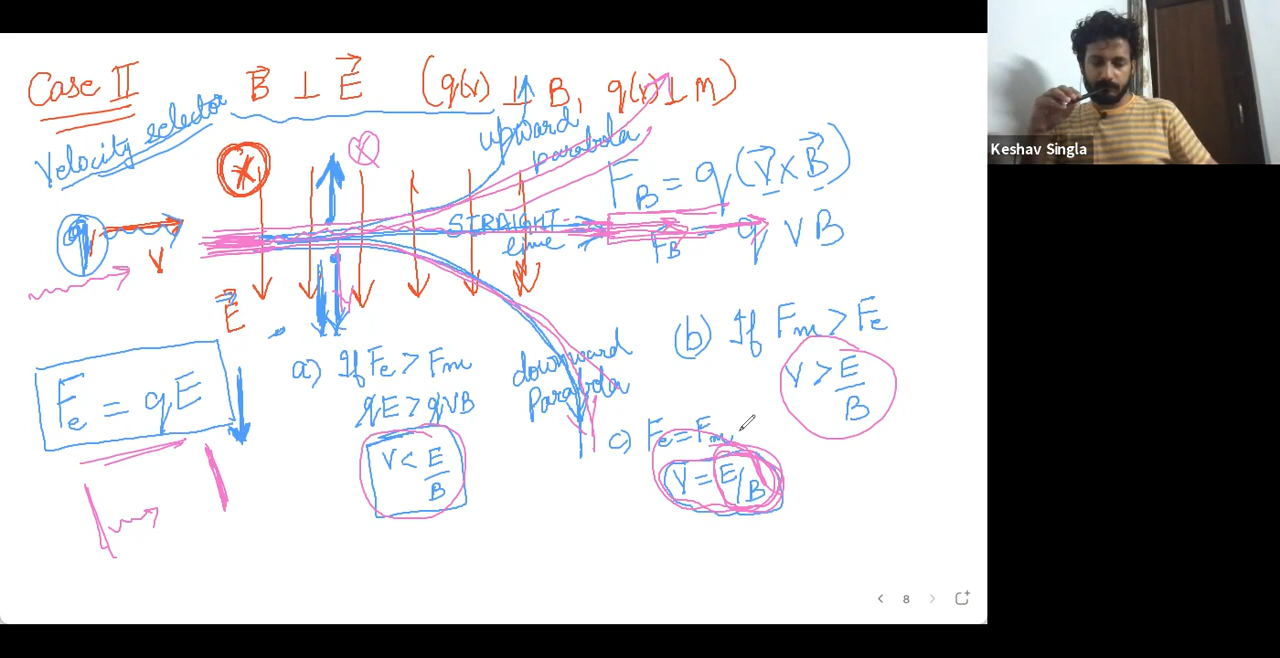 Case II B⃗ ⊥ E⃗ (q(v) ⊥ B, q(v) ⊥ M)
Velocity selector
upward
parabola
X
X
F_B = q(V⃗ x B⃗)
q V
STRAIGHT
line
F_B = q VB
E⃗
F_e = qE
a) If F_e > F_m
qE > qVB
V < E/B
downward
Parabola
(b) If F_m > F_e
V > E/B
c) F_e = F_m
V = E/B
Keshav Singla
8